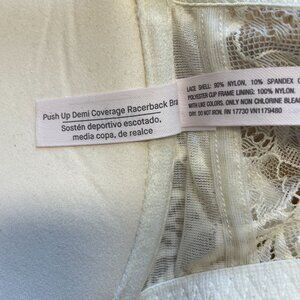 Push Up Demi Coverage Racerback Bra
Sostén deportivo escotado,
media copa, de realce
LACE SHELL: 90% NYLON, 10% SPANDEX
POLYESTER CUP FRAME LINING: 100% NYLON.
WITH LIKE COLORS. ONLY NON CHLORINE BLEA
DRY. DO NOT IRON. RN 17730 VN1179480